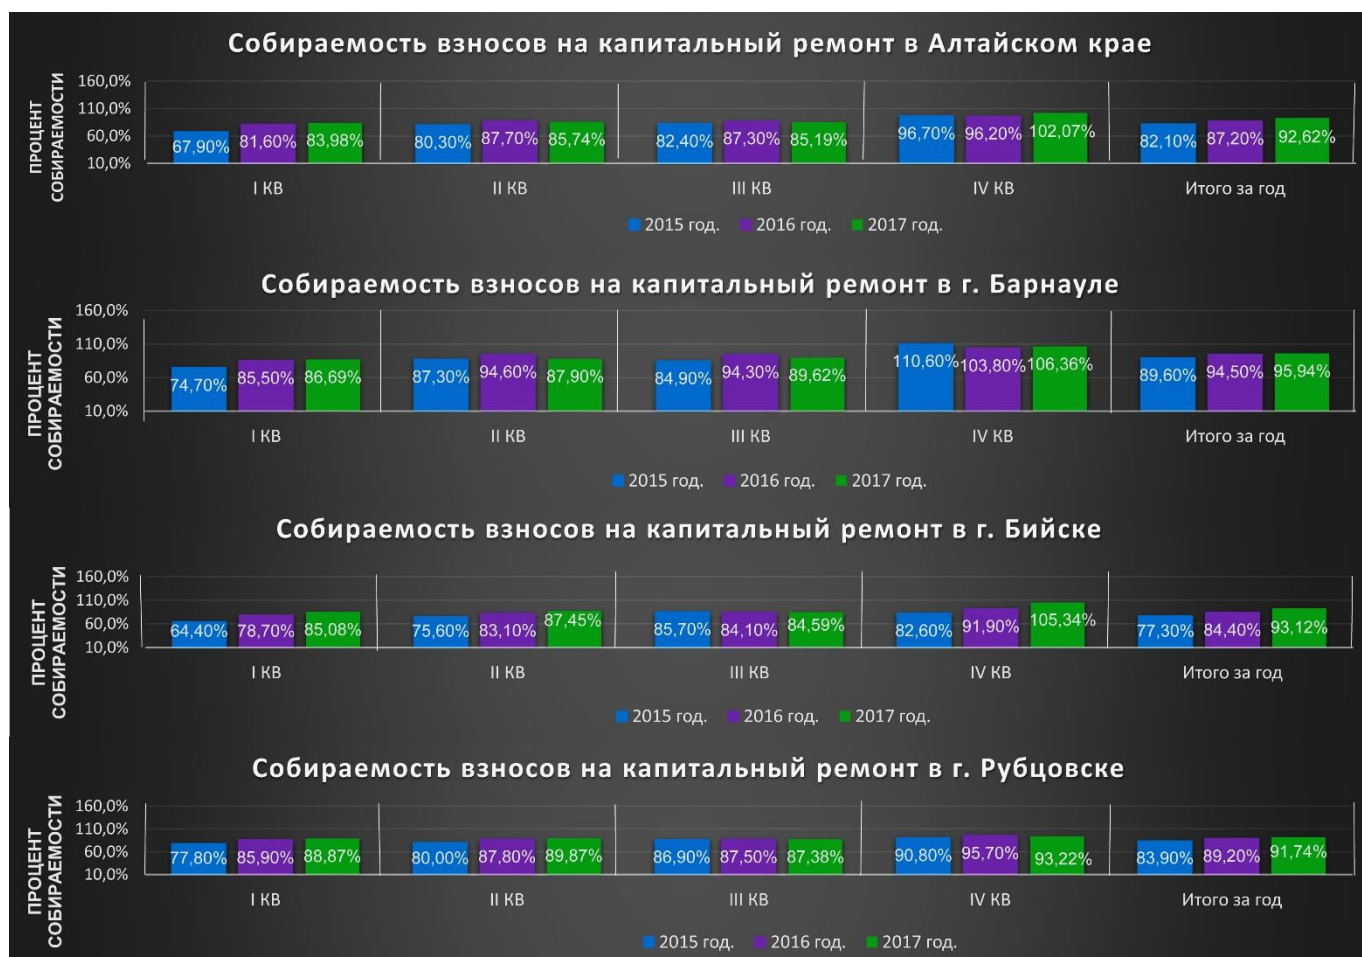 Собираемость взносов на капитальный ремонт в Алтайском крае
ПРОЦЕНТ
СОБИРАЕМОСТИ
160,0%
110,0%
60,0%
10,0%
67,90% 81,60% 83,98% 80,30% 87,70% 85,74% 82,40% 87,30% 85,19% 96,70% 96,20% 102,07% 82,10% 87,20% 92,62%
I КВ II КВ III КВ IV КВ Итого за год
2015 год. 2016 год. 2017 год.
Собираемость взносов на капитальный ремонт в г. Барнауле
ПРОЦЕНТ
СОБИРАЕМОСТИ
160,0%
110,0%
60,0%
10,0%
74,70% 85,50% 86,69% 87,30% 94,60% 87,90% 84,90% 94,30% 89,62% 110,60% 103,80% 106,36% 89,60% 94,50% 95,94%
I КВ II КВ III КВ IV КВ Итого за год
2015 год. 2016 год. 2017 год.
Собираемость взносов на капитальный ремонт в г. Бийске
ПРОЦЕНТ
СОБИРАЕМОСТИ
160,0%
110,0%
60,0%
10,0%
64,40% 78,70% 85,08% 75,60% 83,10% 87,45% 85,70% 84,10% 84,59% 82,60% 91,90% 105,34% 77,30% 84,40% 93,12%
I КВ II КВ III КВ IV КВ Итого за год
2015 год. 2016 год. 2017 год.
Собираемость взносов на капитальный ремонт в г. Рубцовске
ПРОЦЕНТ
СОБИРАЕМОСТИ
160,0%
110,0%
60,0%
10,0%
77,80% 85,90% 88,87% 80,00% 87,80% 89,87% 86,90% 87,50% 87,38% 90,80% 95,70% 93,22% 83,90% 89,20% 91,74%
I КВ II КВ III КВ IV КВ Итого за год
2015 год. 2016 год. 2017 год.